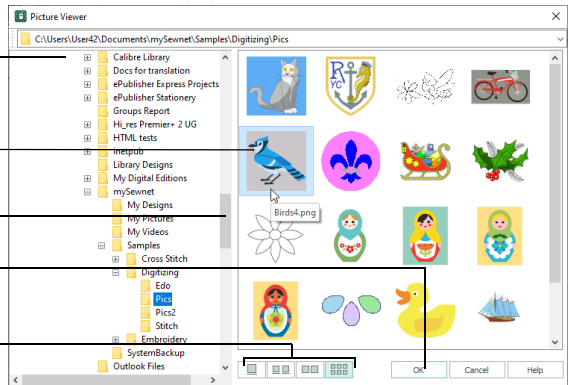 Picture Viewer
C:\Users\User42\Documents\mySewnet\Samples\Digitizing\Pics
Calibre Library
Docs for translation
ePublisher Express Projects
ePublisher Stationery
Groups Report
Hi_res Premier+ 2 UG
HTML tests
inetpub
Library Designs
My Digital Editions
mySewnet
My Designs
My Pictures
My Videos
Samples
Cross Stitch
Digitizing
Edo
Pics
Pics2
Stitch
Embroidery
SystemBackup
Outlook Files
R
YC
Birds4.png
OK
Cancel
Help